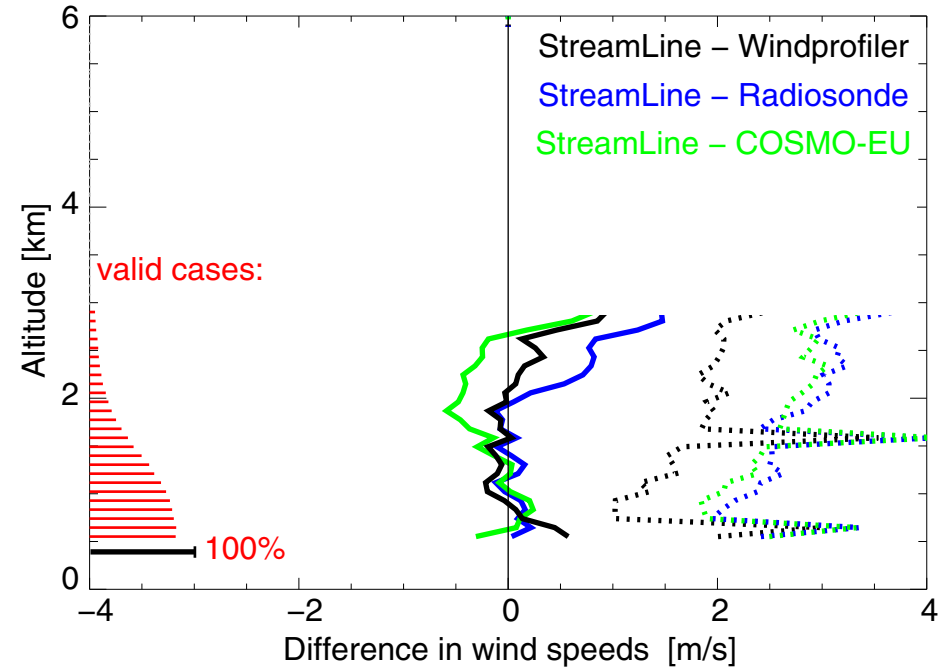 6
StreamLine – Windprofiler
StreamLine – Radiosonde
StreamLine – COSMO-EU
4
valid cases:
Altitude [km]
2
100%
0
−4
−2
0
2
4
Difference in wind speeds [m/s]